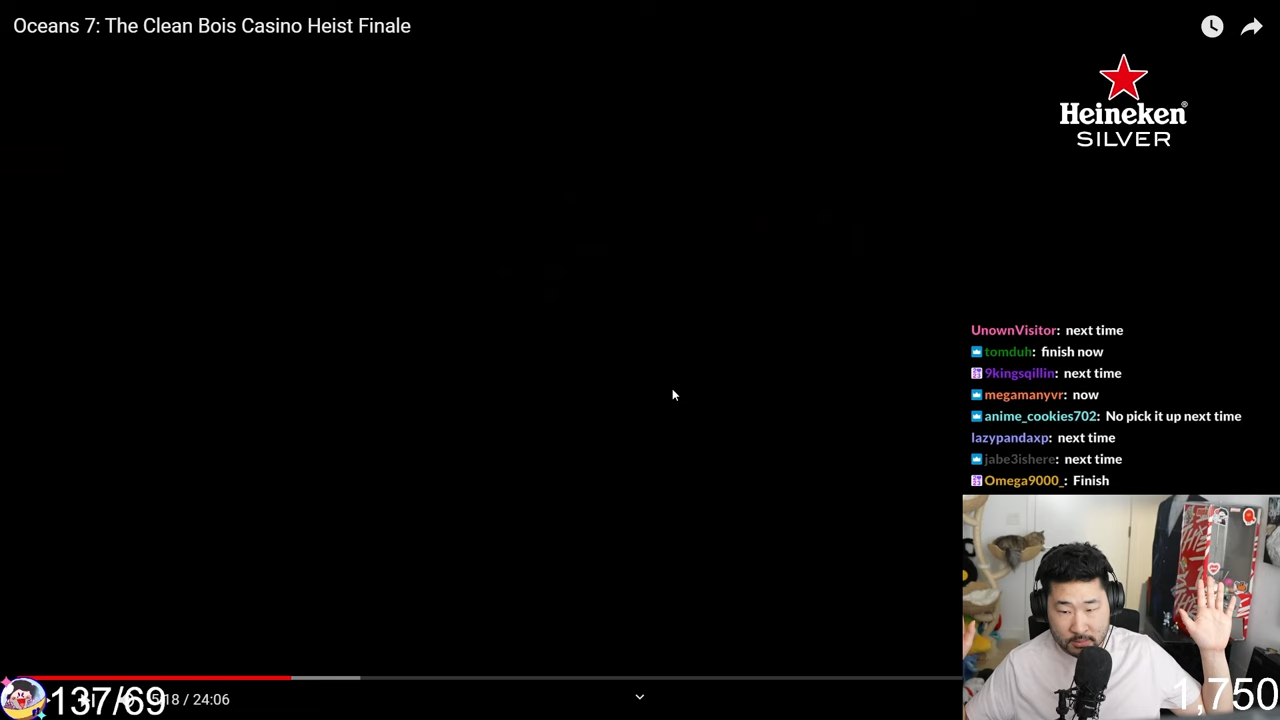 Oceans 7: The Clean Bois Casino Heist Finale
Heineken
SILVER
UnownVisitor: next time
tomduh: finish now
9kingsqillin: next time
megamanyvr: now
anime_cookies702: No pick it up next time
lazypandaxp: next time
jabe3ishere: next time
Omega9000_: Finish
137/69
5:18 / 24:06
1,750